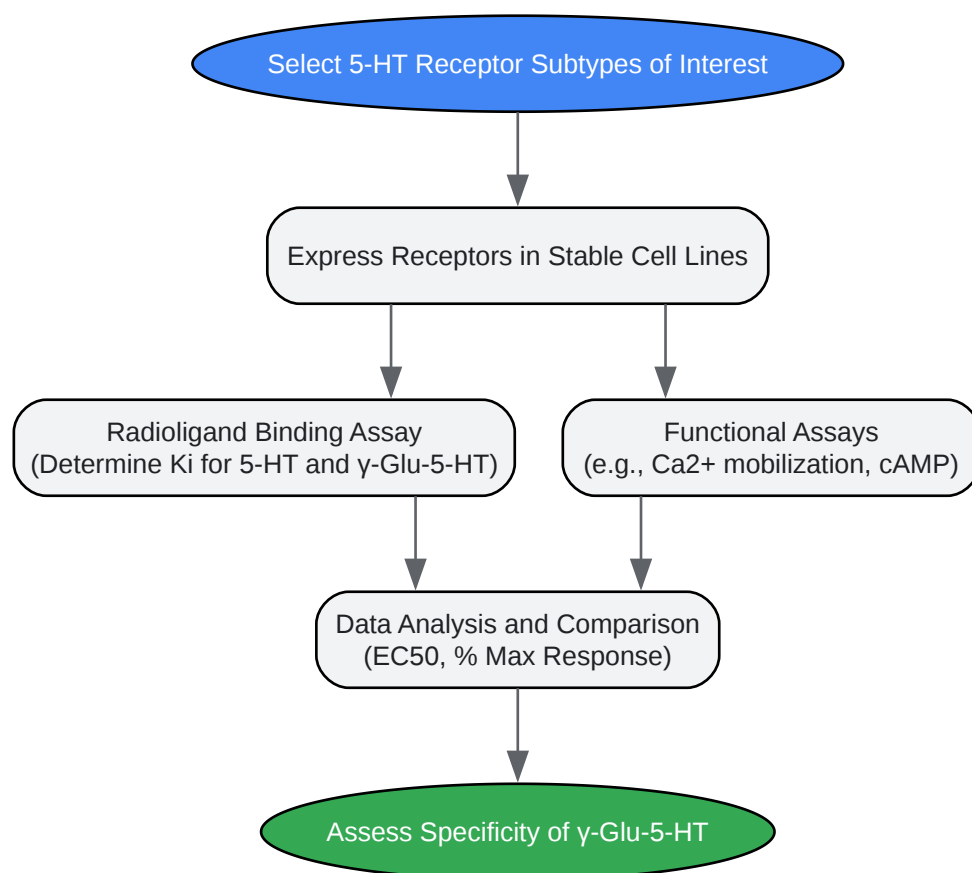 Select 5-HT Receptor Subtypes of Interest
Express Receptors in Stable Cell Lines
Radioligand Binding Assay
(Determine Ki for 5-HT and γ-Glu-5-HT)
Functional Assays
(e.g., Ca2+ mobilization, cAMP)
Data Analysis and Comparison
(EC50, % Max Response)
Assess Specificity of γ-Glu-5-HT